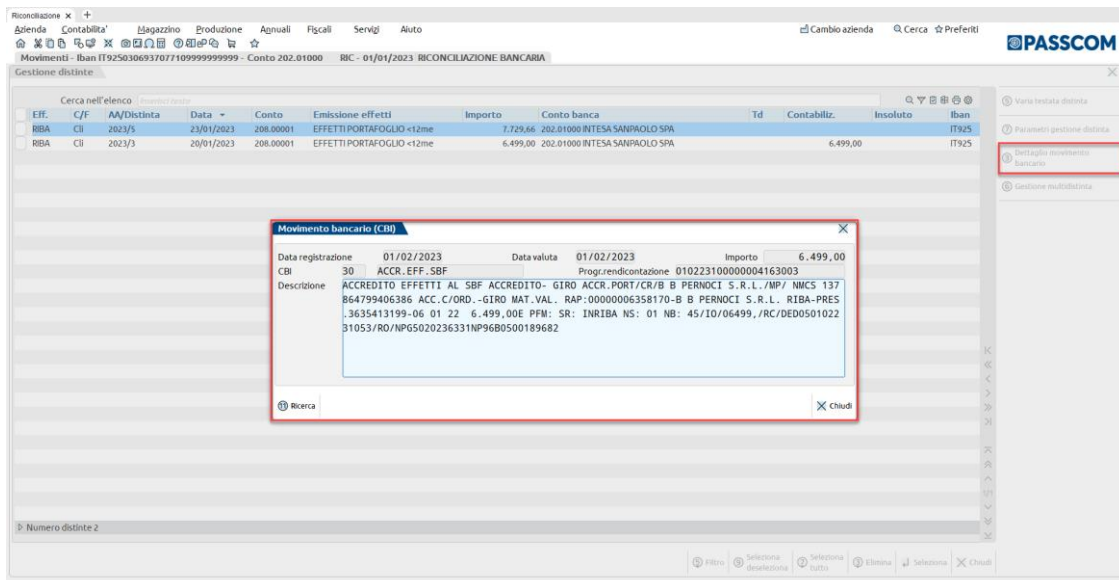 Riconciliazione x +
Azienda Contabilita' Magazzino Produzione Annuali Fiscali Servizi Aiuto Cambio azienda Cerca Preferiti
PASSCOM
Movimenti - Iban IT92503069370771099999999999 - Conto 202.01000 RIC - 01/01/2023 RICONCILIAZIONE BANCARIA
Gestione distinte
Cerca nell'elenco
Eff. C/F AA/Distinta Data Conto Emissione effetti Importo Conto banca Td Contabiliz. Insoluto Iban
RIBA Cli 2023/5 23/01/2023 208.00001 EFFETTI PORTAFOGLIO <12me 7.729,66 202.01000 INTESA SANPAOLO SPA IT925
RIBA Cli 2023/3 20/01/2023 208.00001 EFFETTI PORTAFOGLIO <12me 6.499,00 202.01000 INTESA SANPAOLO SPA 6.499,00 IT925
Varia testata distinta
Parametri gestione distinta
Dettaglio movimento
bancario
Gestione multidistinta
Movimento bancario (CBI)
Data registrazione 01/02/2023 Data valuta 01/02/2023 Importo 6.499,00
CBI 30 ACCR.EFF.SBF Progr.rendicontazione 010223100000004163003
Descrizione ACCREDITO EFFETTI AL SBF ACCREDITO- GIRO ACCR.PORT/CR/B B PERNOCI S.R.L./MP/ NMCS 137
864799406386 ACC.C/ORD.-GIRO MAT.VAL. RAP:00000006358170-B B PERNOCI S.R.L. RIBA-PRES
.3635413199-06 01 22 6.499,00E PFM: SR: INRIBA NS: 01 NB: 45/IO/06499,/RC/DED0501022
31053/RO/NPG5020236331NP96B0500189682
Ricerca Chiudi
Numero distinte 2
Filtro Seleziona deseleziona Seleziona tutto Elimina Seleziona Chiudi